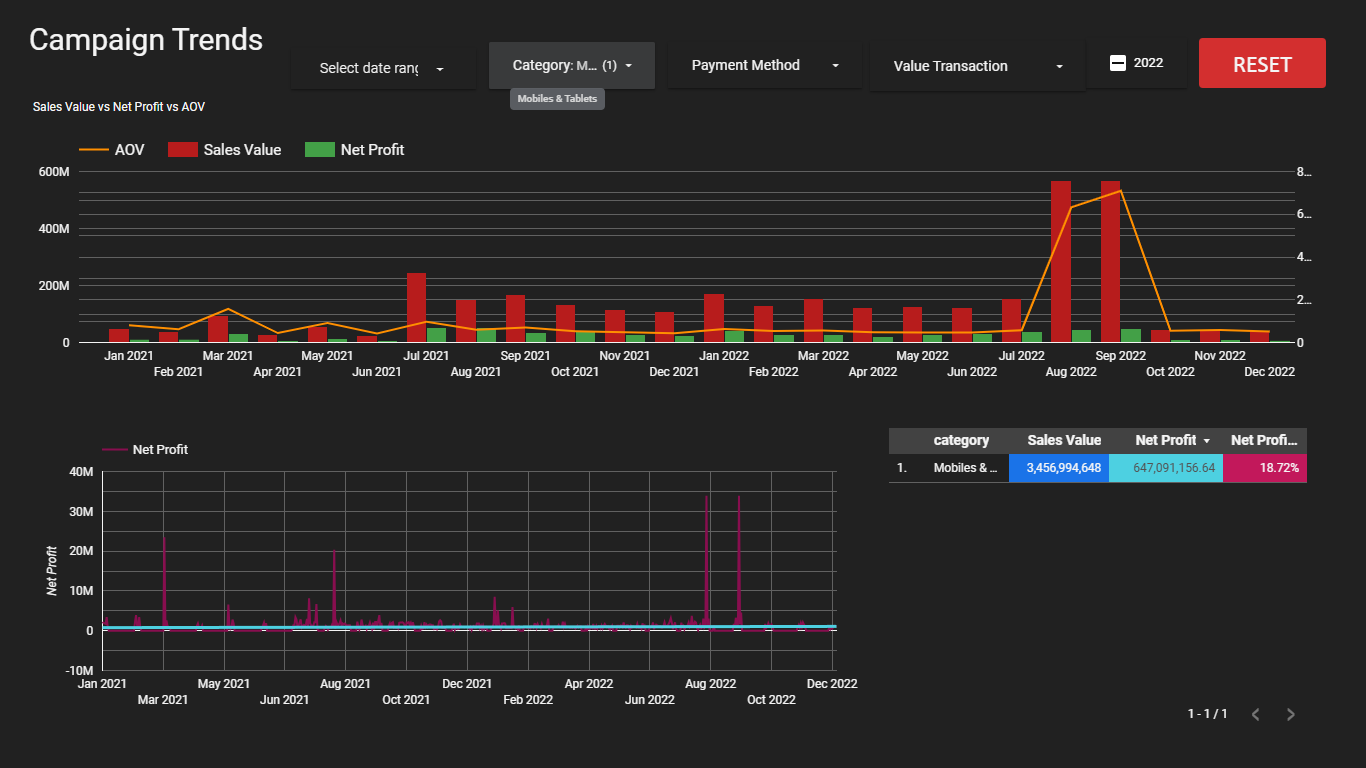 Campaign Trends
Select date rang
Category: M... (1)
Payment Method
Value Transaction
2022
RESET
Mobiles & Tablets
Sales Value vs Net Profit vs AOV
AOV Sales Value Net Profit
600M
400M
200M
0
8...
6...
4...
2...
0
Jan 2021 Mar 2021 May 2021 Jul 2021 Sep 2021 Nov 2021 Jan 2022 Mar 2022 May 2022 Jul 2022 Sep 2022 Nov 2022
Feb 2021 Apr 2021 Jun 2021 Aug 2021 Oct 2021 Dec 2021 Feb 2022 Apr 2022 Jun 2022 Aug 2022 Oct 2022 Dec 2022
Net Profit
Net Profit
40M
30M
20M
10M
0
-10M
Jan 2021 May 2021 Aug 2021 Dec 2021 Apr 2022 Aug 2022 Dec 2022
Mar 2021 Jun 2021 Oct 2021 Feb 2022 Jun 2022 Oct 2022
category Sales Value Net Profit Net Profi...
1. Mobiles & ... 3,456,994,648 647,091,156.64 18.72%
1 - 1 / 1